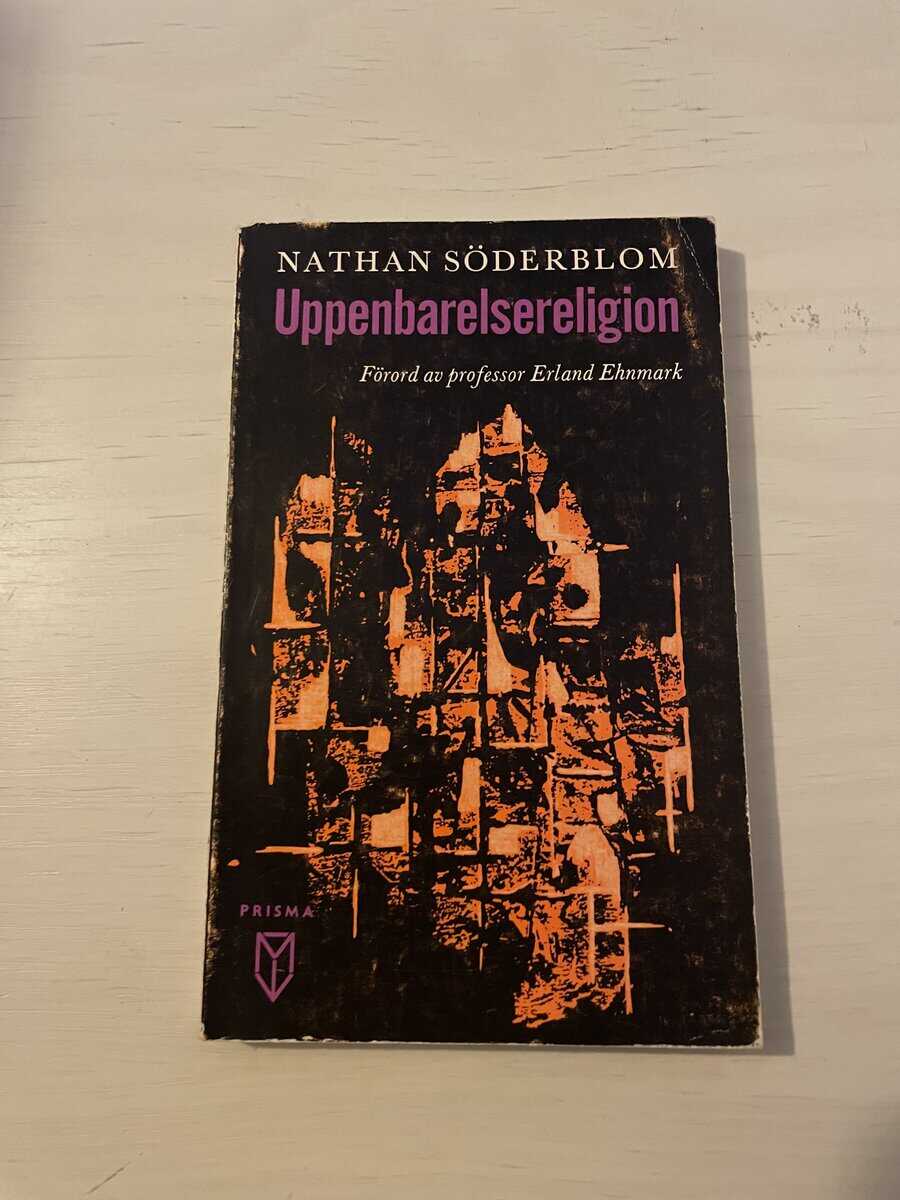 NATHAN SÖDERBLOM
Uppenbarelsereligion
Förord av professor Erland Ehnmark
PRISMA